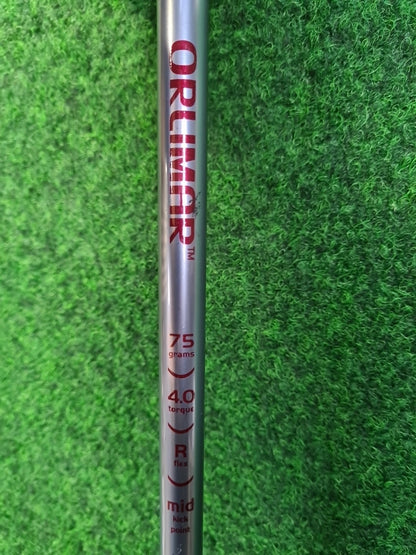 ORLIMAR™
75
grams
4.0
torque
R
flex
mid
kick
point